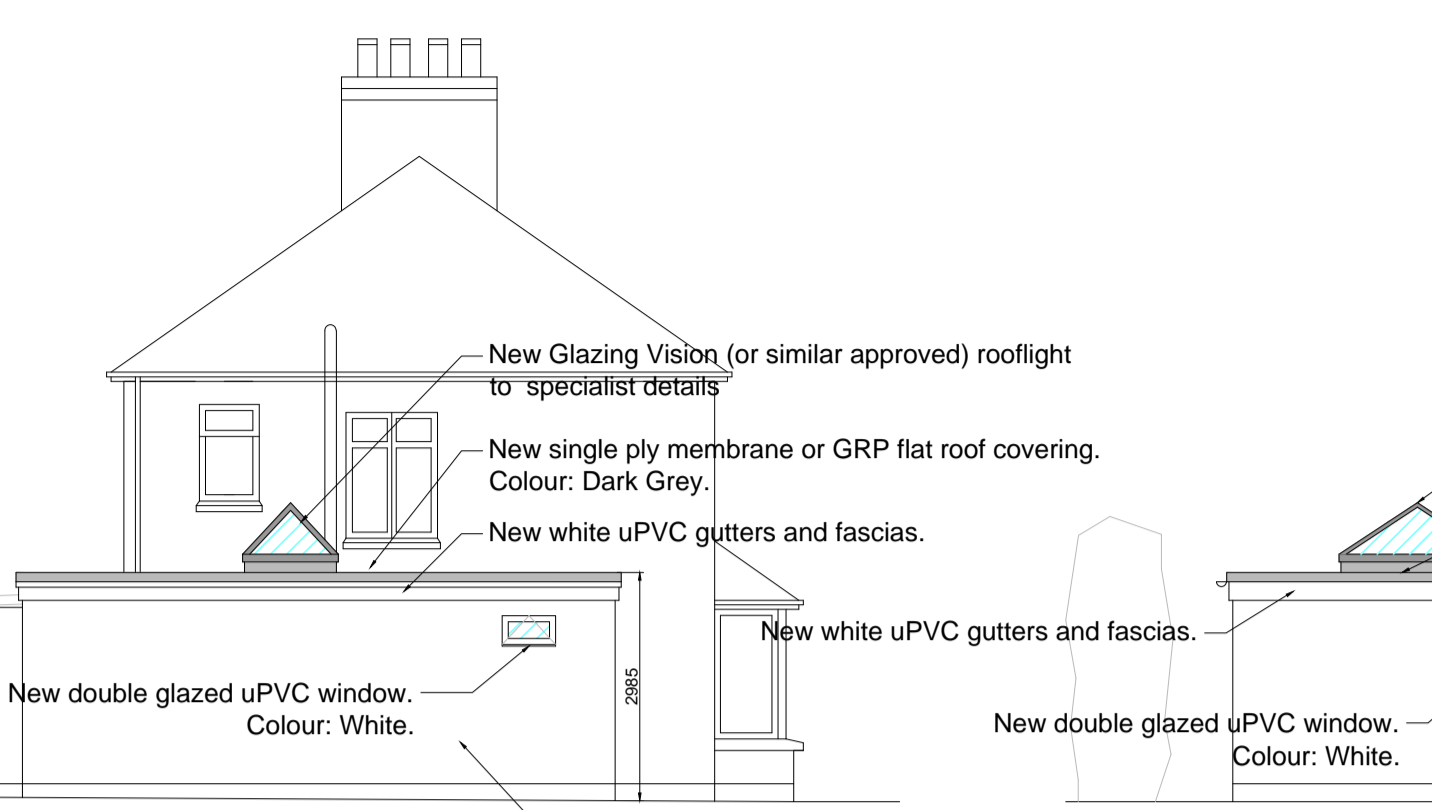 New Glazing Vision (or similar approved) rooflight
to specialist details
New single ply membrane or GRP flat roof covering.
Colour: Dark Grey.
New white uPVC gutters and fascias.
New double glazed uPVC window.
Colour: White.
2985
New white uPVC gutters and fascias.
New double glazed uPVC window.
Colour: White.